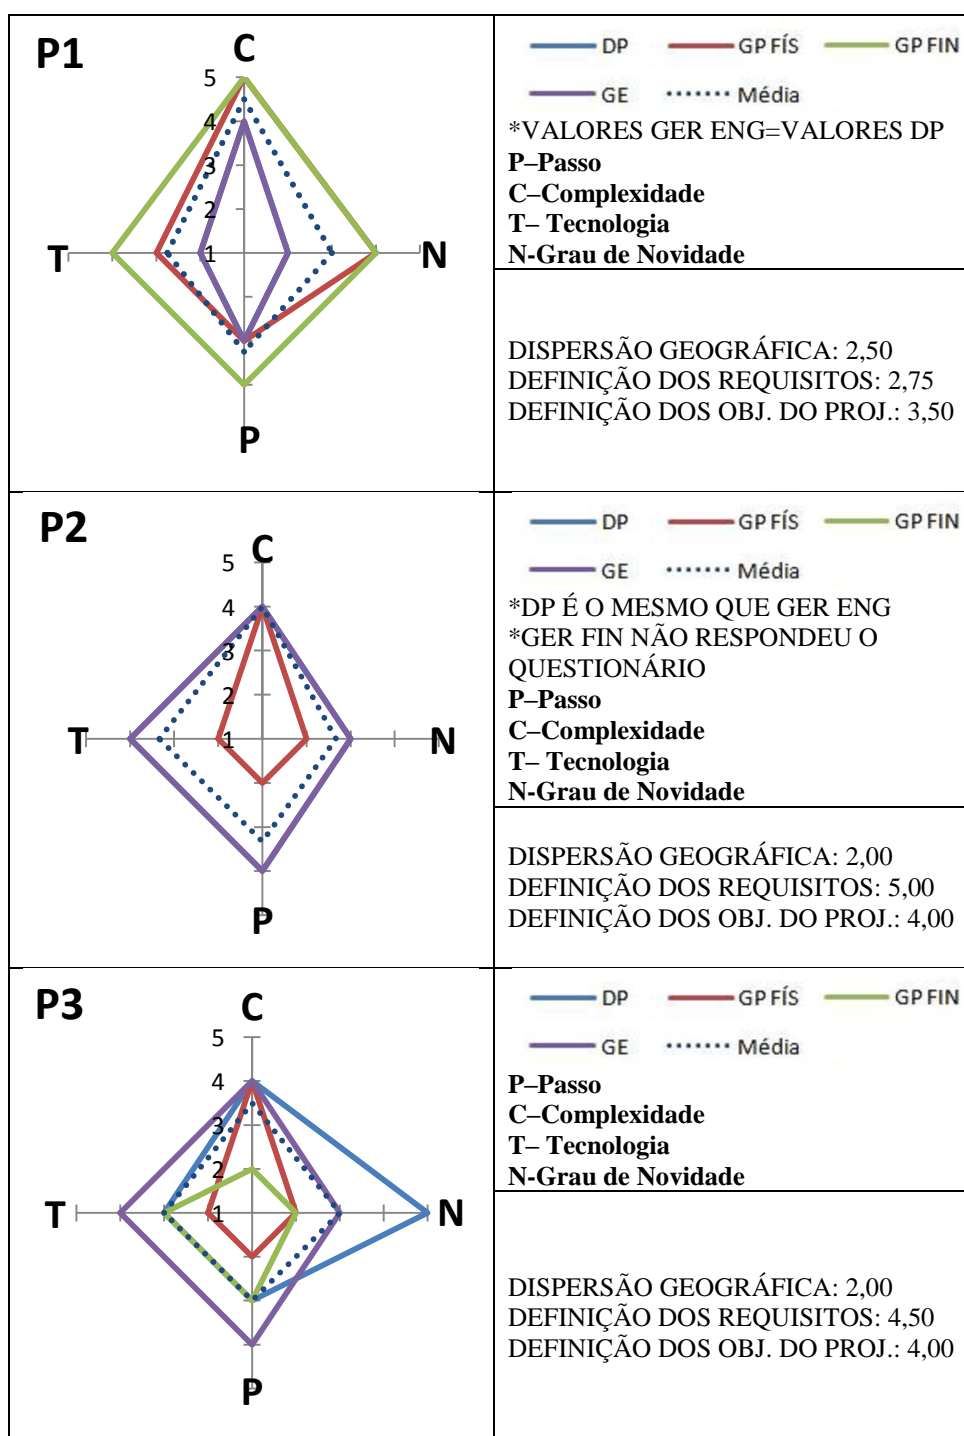 P1
C
5
4
3
2
1
T
N
P
DP GP FÍS GP FIN
GE Média
*VALORES GER ENG=VALORES DP
P–Passo
C–Complexidade
T– Tecnologia
N-Grau de Novidade
DISPERSÃO GEOGRÁFICA: 2,50
DEFINIÇÃO DOS REQUISITOS: 2,75
DEFINIÇÃO DOS OBJ. DO PROJ.: 3,50
P2
C
5
4
3
2
1
T
N
P
DP GP FÍS GP FIN
GE Média
*DP É O MESMO QUE GER ENG
*GER FIN NÃO RESPONDEU O
QUESTIONÁRIO
P–Passo
C–Complexidade
T– Tecnologia
N-Grau de Novidade
DISPERSÃO GEOGRÁFICA: 2,00
DEFINIÇÃO DOS REQUISITOS: 5,00
DEFINIÇÃO DOS OBJ. DO PROJ.: 4,00
P3
C
5
4
3
2
1
T
N
P
DP GP FÍS GP FIN
GE Média
P–Passo
C–Complexidade
T– Tecnologia
N-Grau de Novidade
DISPERSÃO GEOGRÁFICA: 2,00
DEFINIÇÃO DOS REQUISITOS: 4,50
DEFINIÇÃO DOS OBJ. DO PROJ.: 4,00